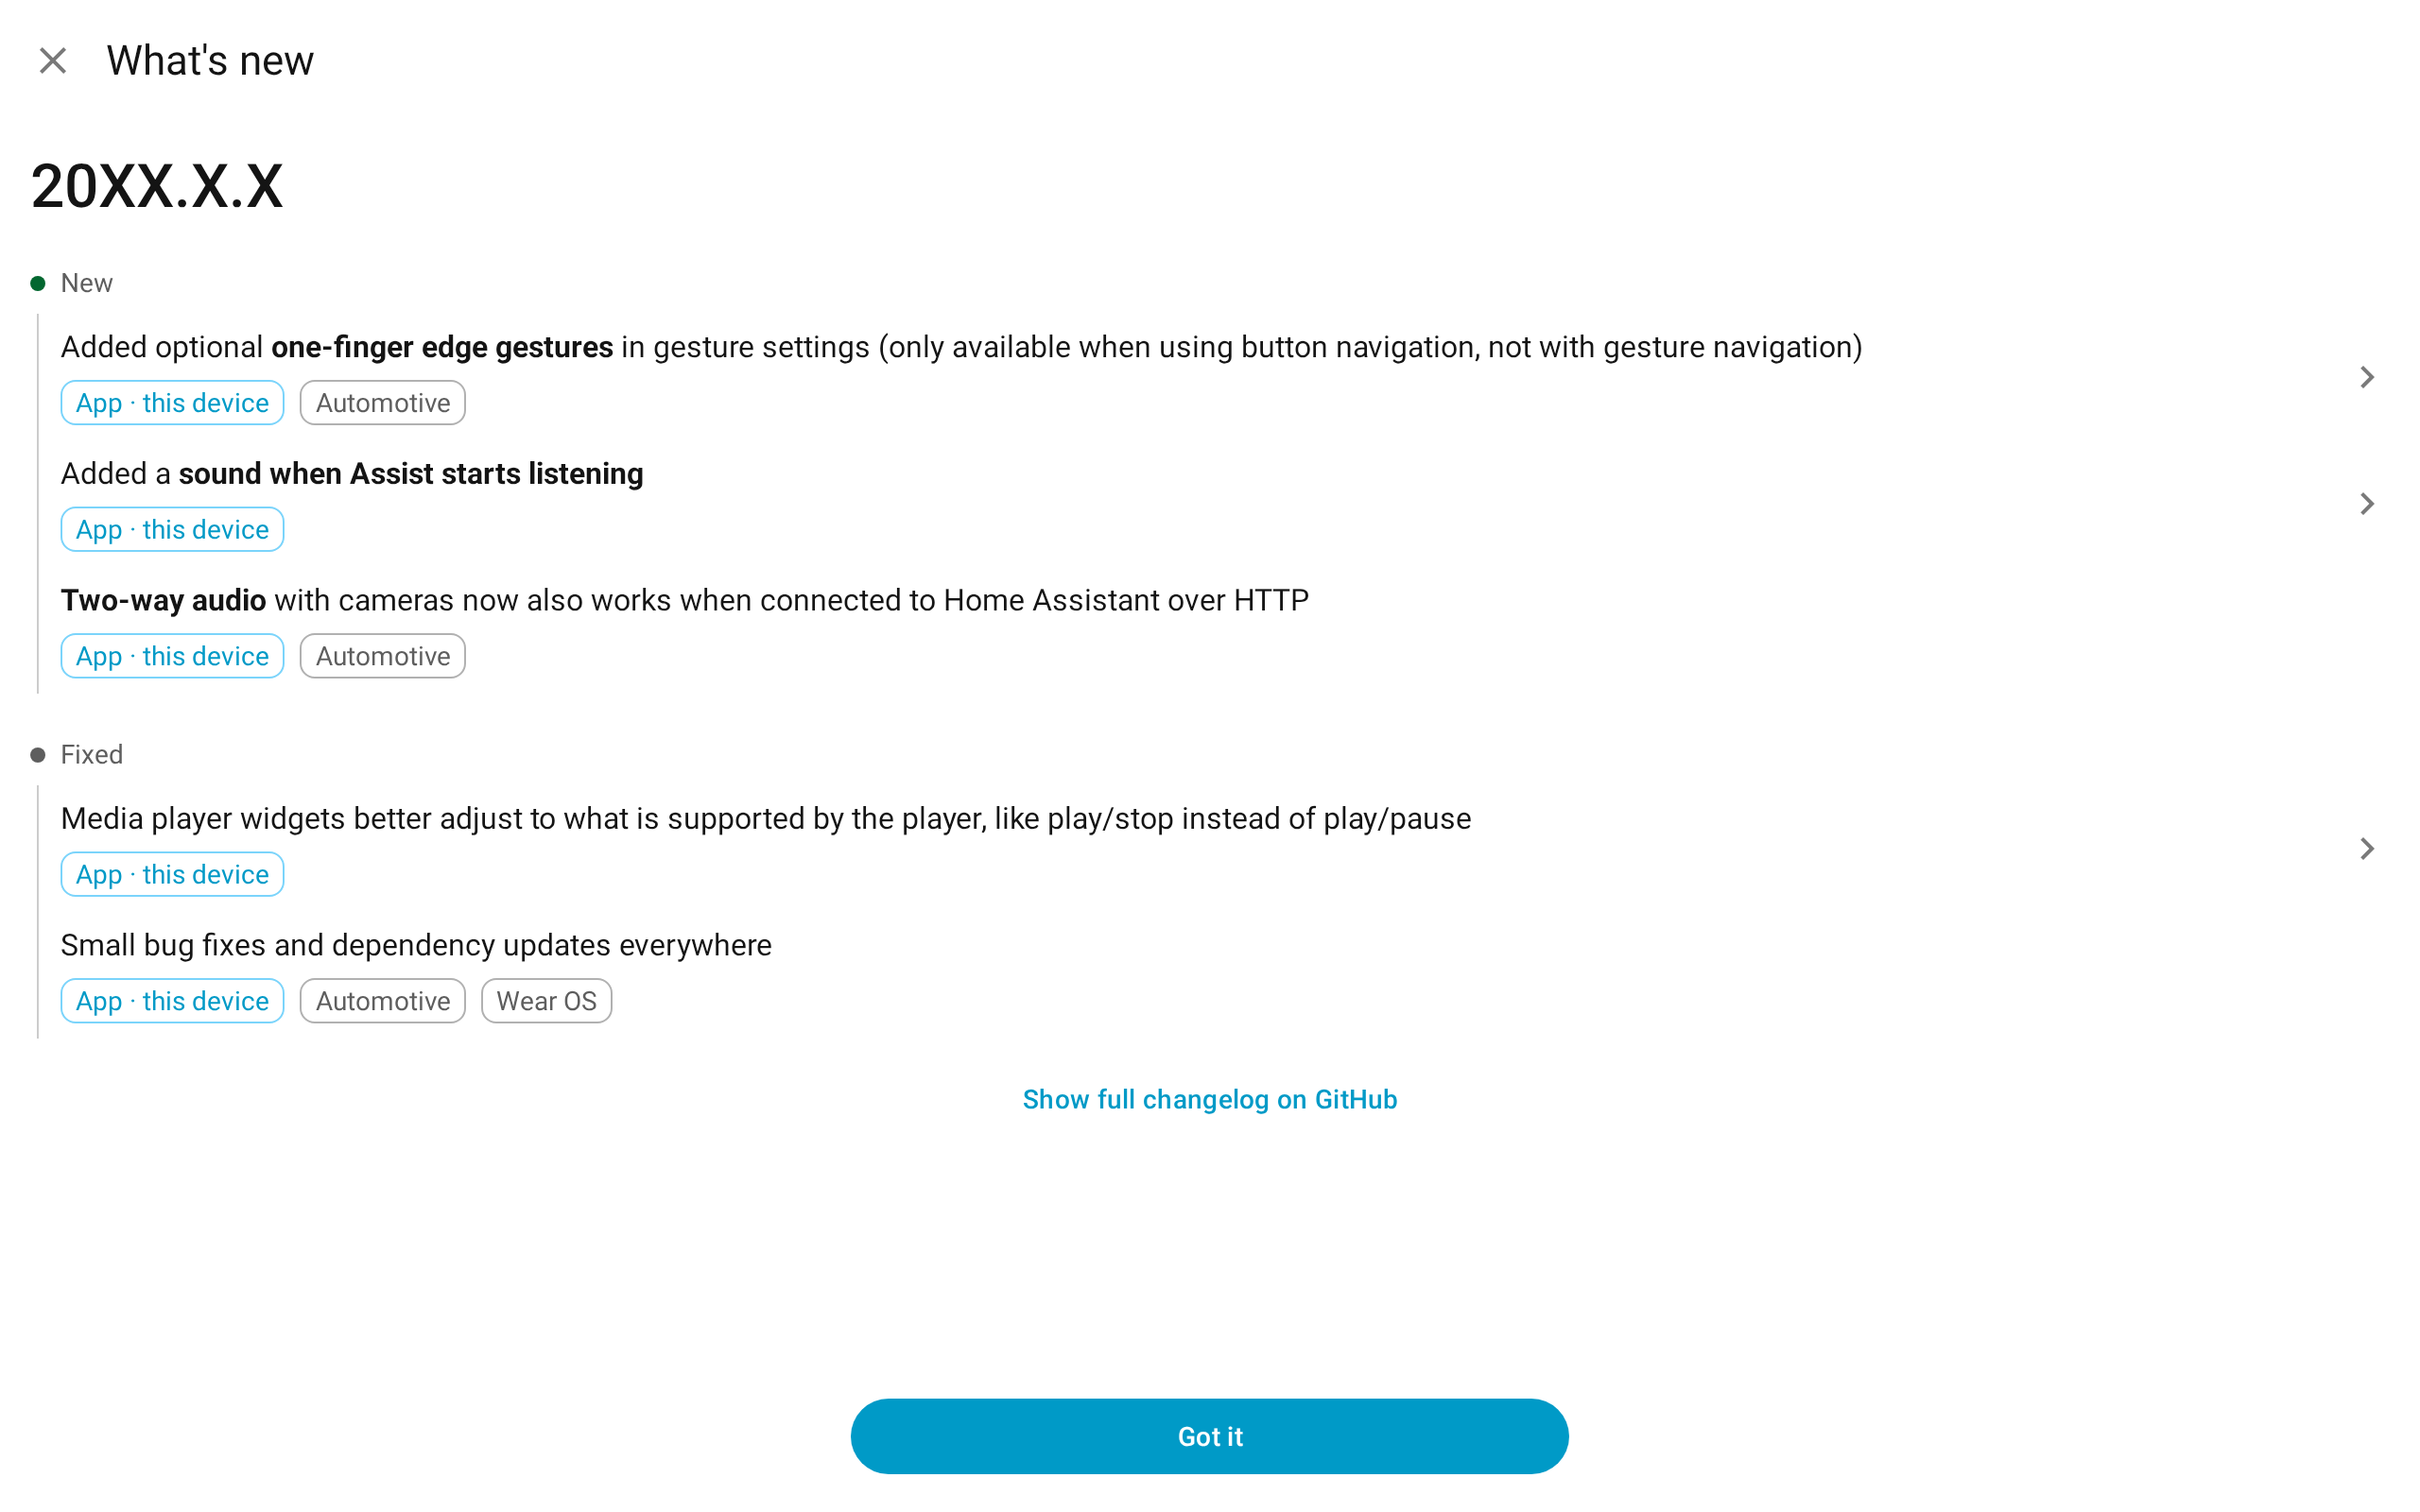 What's new
20XX.X.X
New
Added optional one-finger edge gestures in gesture settings (only available when using button navigation, not with gesture navigation)
App · this device Automotive
Added a sound when Assist starts listening
App · this device
Two-way audio with cameras now also works when connected to Home Assistant over HTTP
App · this device Automotive
Fixed
Media player widgets better adjust to what is supported by the player, like play/stop instead of play/pause
App · this device
Small bug fixes and dependency updates everywhere
App · this device Automotive Wear OS
Show full changelog on GitHub
Got it